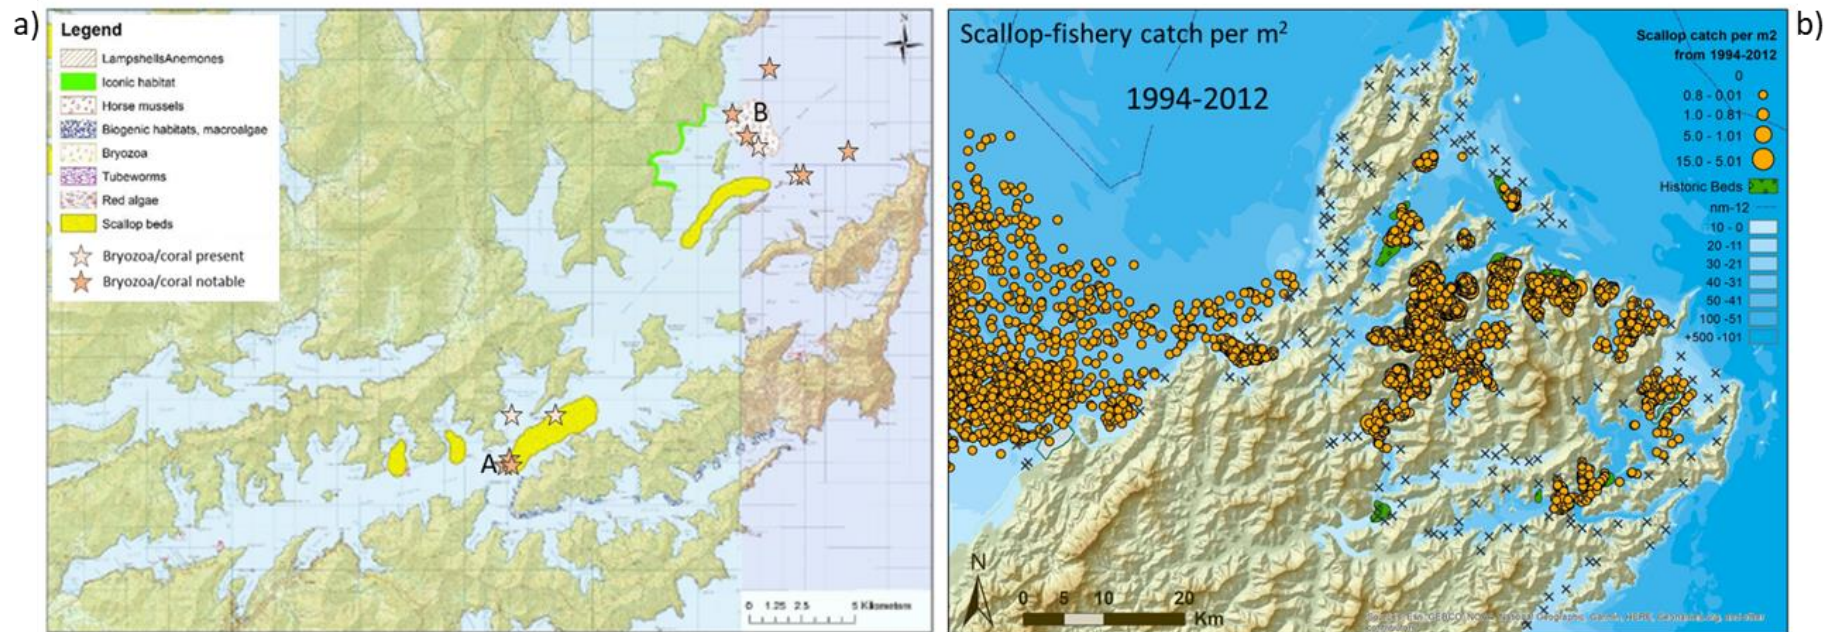 a)
Legend
LampshellsAnemones
Iconic habitat
Horse mussels
Biogenic habitats, macroalgae
Bryozoa
Tubeworms
Red algae
Scallop beds
Bryozoa/coral present
Bryozoa/coral notable
N
B
A
0 1.25 2.5 5 Kilometers
b)
Scallop-fishery catch per m²
1994-2012
Scallop catch per m2
from 1994-2012
0
0.8 - 0.01
1.0 - 0.81
5.0 - 1.01
15.0 - 5.01
Historic Beds
nm-12
10 - 0
20 -11
30 -21
40 -31
50 -41
100 -51
+500 -101
N
0 5 10 20
Km